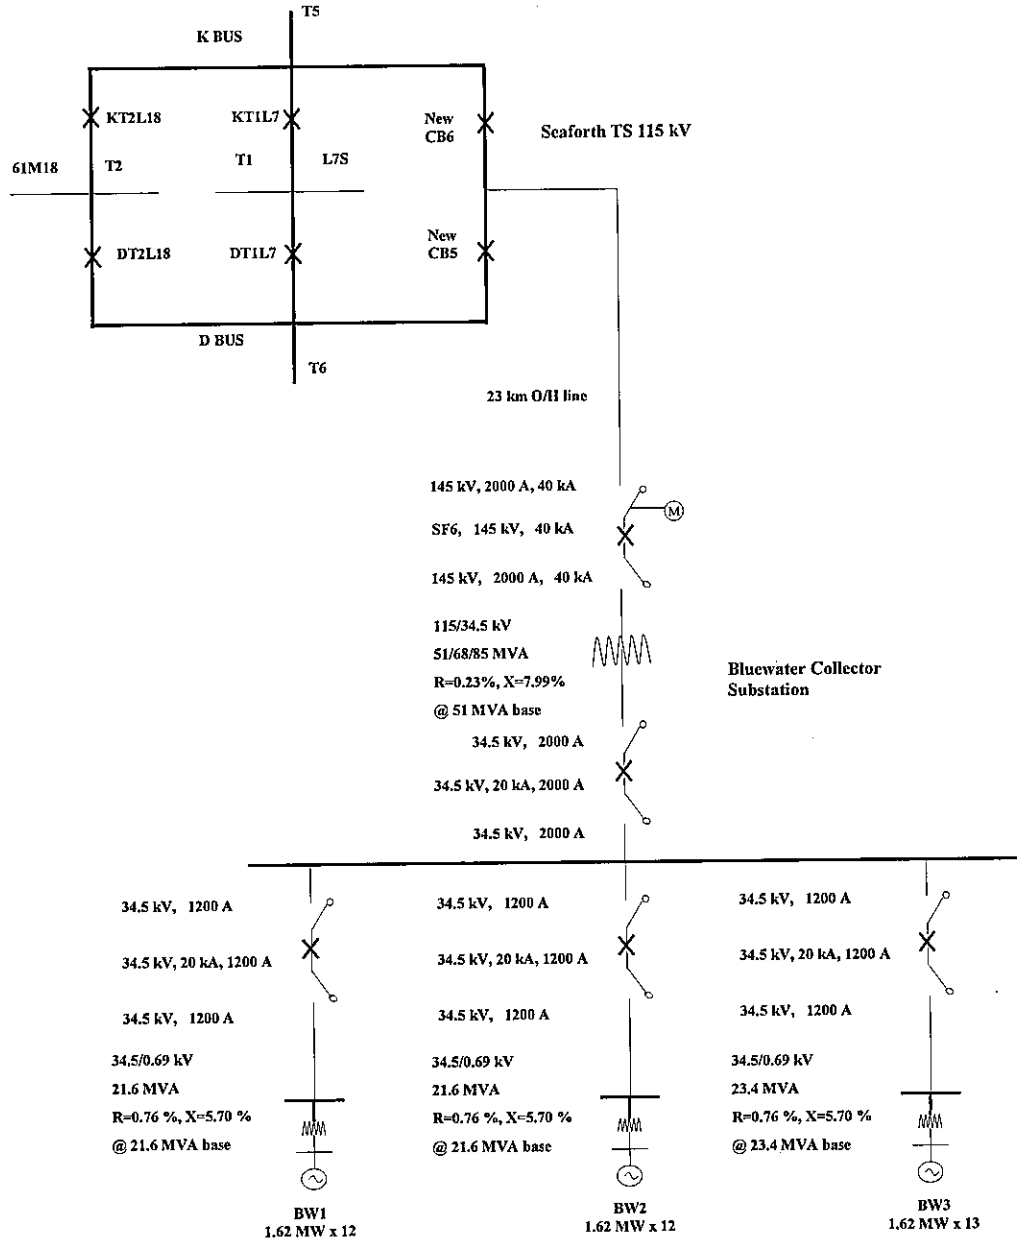 T5
K BUS
KT2L18
KT1L7
New
CB6
Seaforth TS 115 kV
61M18
T2
T1
L7S
DT2L18
DT1L7
New
CB5
D BUS
T6
23 km O/H line
145 kV, 2000 A, 40 kA
M
SF6, 145 kV, 40 kA
145 kV, 2000 A, 40 kA
115/34.5 kV
51/68/85 MVA
R=0.23%, X=7.99%
@ 51 MVA base
Bluewater Collector
Substation
34.5 kV, 2000 A
34.5 kV, 20 kA, 2000 A
34.5 kV, 2000 A
34.5 kV, 1200 A
34.5 kV, 20 kA, 1200 A
34.5 kV, 1200 A
34.5/0.69 kV
21.6 MVA
R=0.76 %, X=5.70 %
@ 21.6 MVA base
BW1
1.62 MW x 12
34.5 kV, 1200 A
34.5 kV, 20 kA, 1200 A
34.5 kV, 1200 A
34.5/0.69 kV
21.6 MVA
R=0.76 %, X=5.70 %
@ 21.6 MVA base
BW2
1.62 MW x 12
34.5 kV, 1200 A
34.5 kV, 20 kA, 1200 A
34.5 kV, 1200 A
34.5/0.69 kV
23.4 MVA
R=0.76 %, X=5.70 %
@ 23.4 MVA base
BW3
1.62 MW x 13